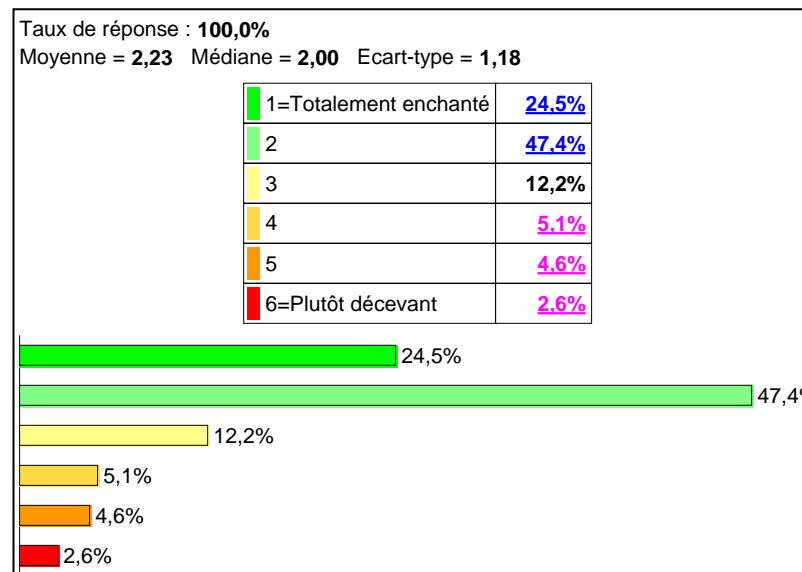 Taux de réponse : 100,0%
Moyenne = 2,23 Médiane = 2,00 Ecart-type = 1,18
1=Totalement enchanté 24,5%
2 47,4%
3 12,2%
4 5,1%
5 4,6%
6=Plutôt décevant 2,6%
24,5%
47,4%
12,2%
5,1%
4,6%
2,6%